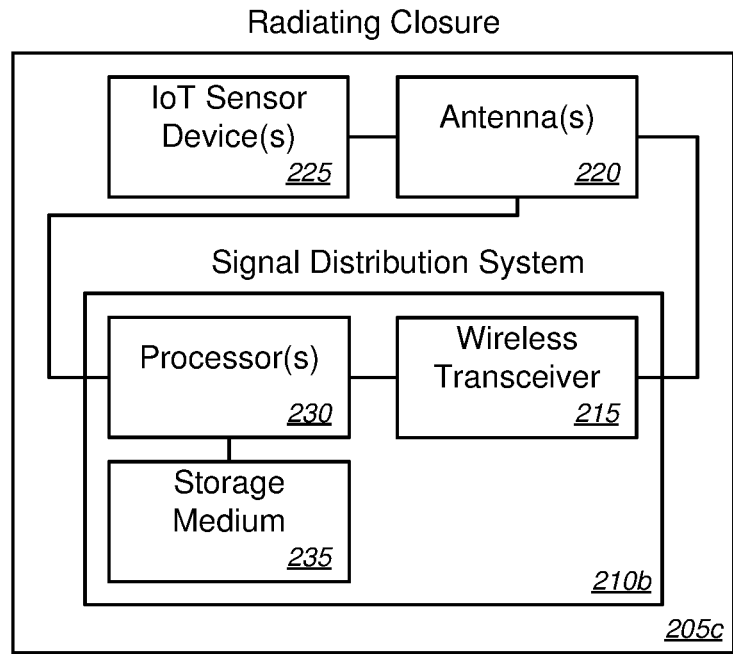 Radiating Closure
IoT Sensor
Device(s)
225
Antenna(s)
220
Signal Distribution System
Processor(s)
230
Wireless
Transceiver
215
Storage
Medium
235
210b
205c